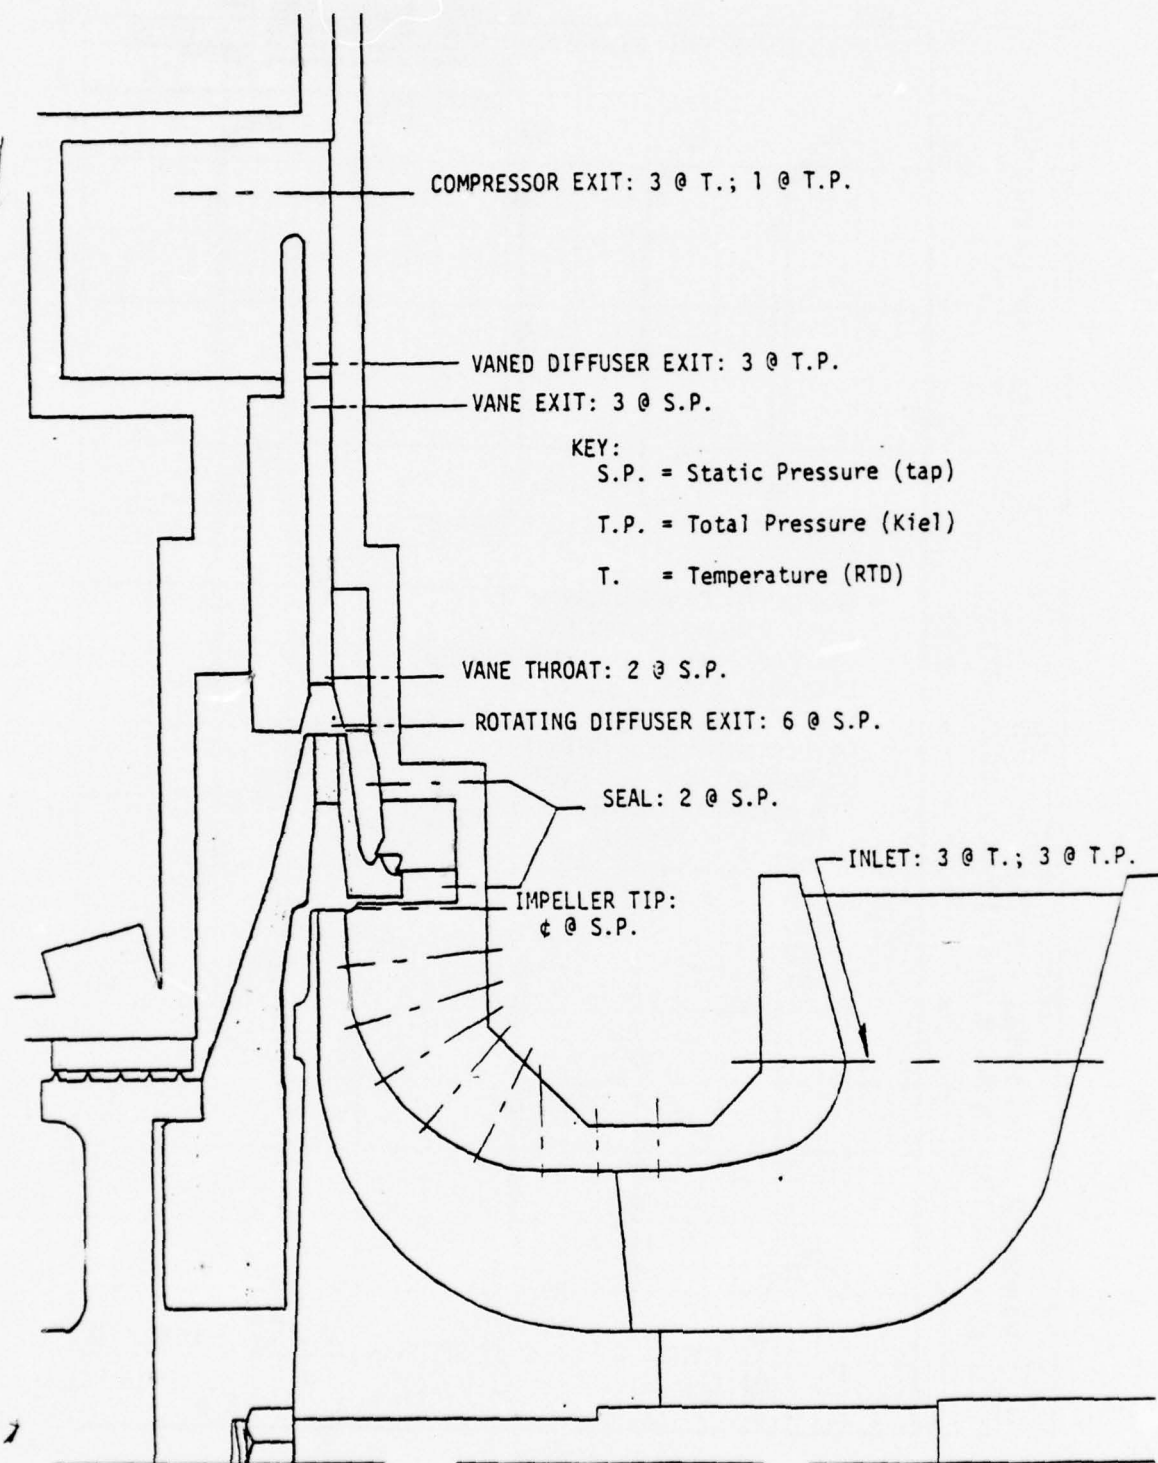 COMPRESSOR EXIT: 3 @ T.; 1 @ T.P.
VANED DIFFUSER EXIT: 3 @ T.P.
VANE EXIT: 3 @ S.P.
KEY:
S.P. = Static Pressure (tap)
T.P. = Total Pressure (Kiel)
T. = Temperature (RTD)
VANE THROAT: 2 @ S.P.
ROTATING DIFFUSER EXIT: 6 @ S.P.
SEAL: 2 @ S.P.
INLET: 3 @ T.; 3 @ T.P.
IMPELLER TIP:
¢ @ S.P.